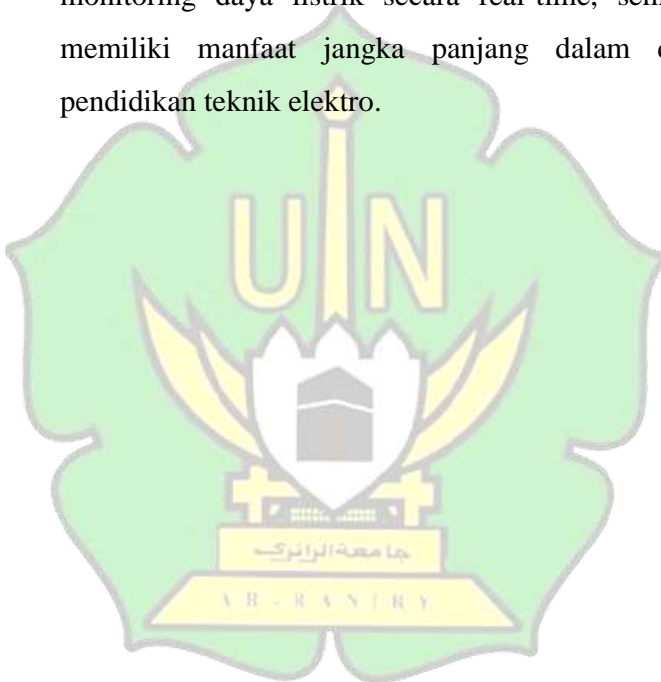 monitoring daya listrik secara real-time,
memiliki manfaat jangka panjang dalam
pendidikan teknik elektro.
UIN
جامعة الرانري
AR-RANIRY